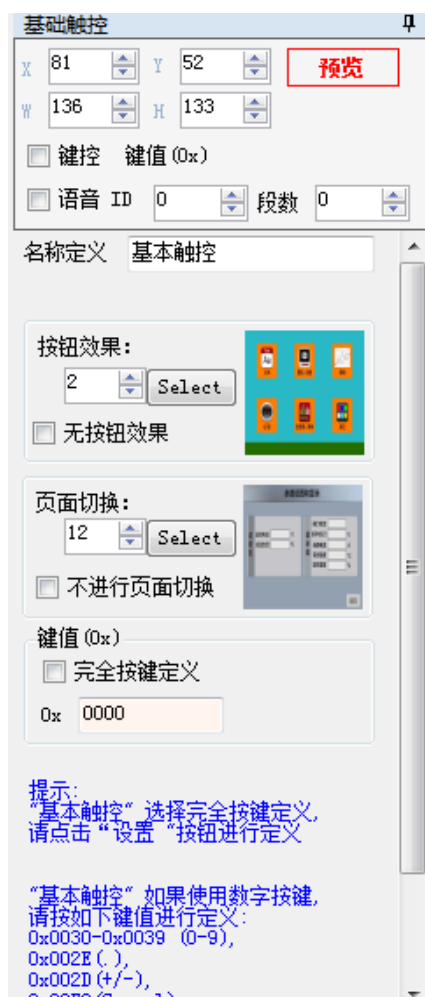 基础触控
X 81 Y 52 预览
W 136 H 133
键控 键值(0x)
语音 ID 0 段数 0
名称定义 基本触控
按钮效果:
2 Select
无按钮效果
页面切换:
12 Select
不进行页面切换
键值(0x)
完全按键定义
0x 0000
提示:
“基本触控”选择完全按键定义,
请点击“设置“按钮进行定义
“基本触控”如果使用数字按键,
请按如下键值进行定义:
0x0030-0x0039 (0-9),
0x002E(.),
0x002D(+/-),